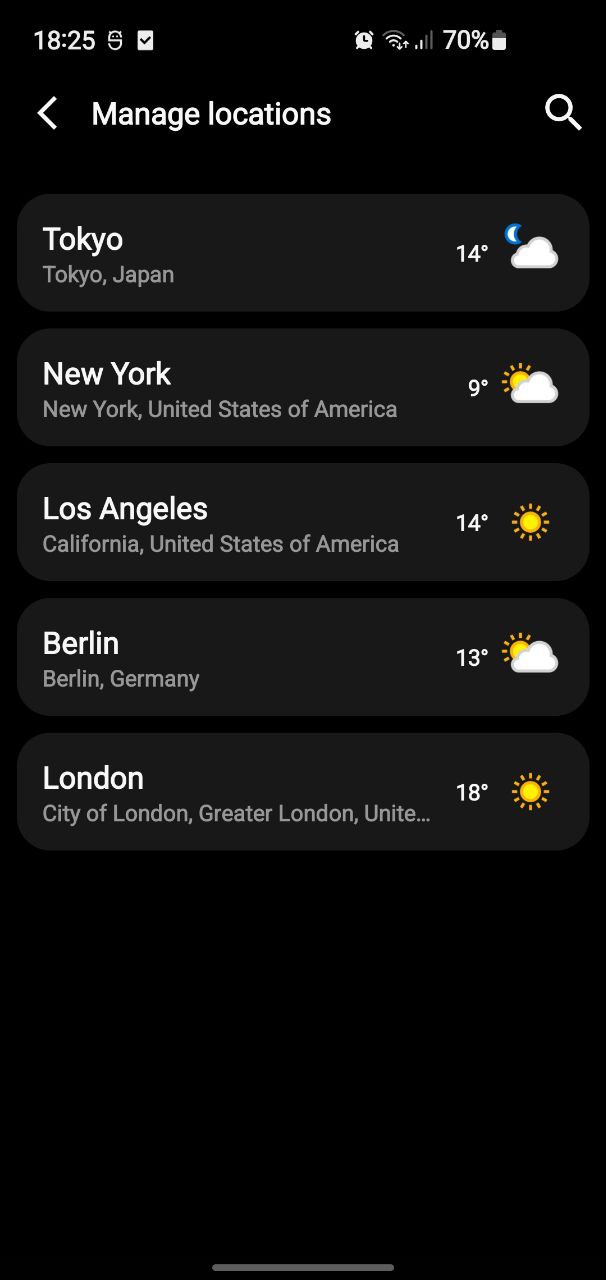 18:25 70%
Manage locations
Tokyo
Tokyo, Japan
14°
New York
New York, United States of America
9°
Los Angeles
California, United States of America
14°
Berlin
Berlin, Germany
13°
London
City of London, Greater London, Unite...
18°